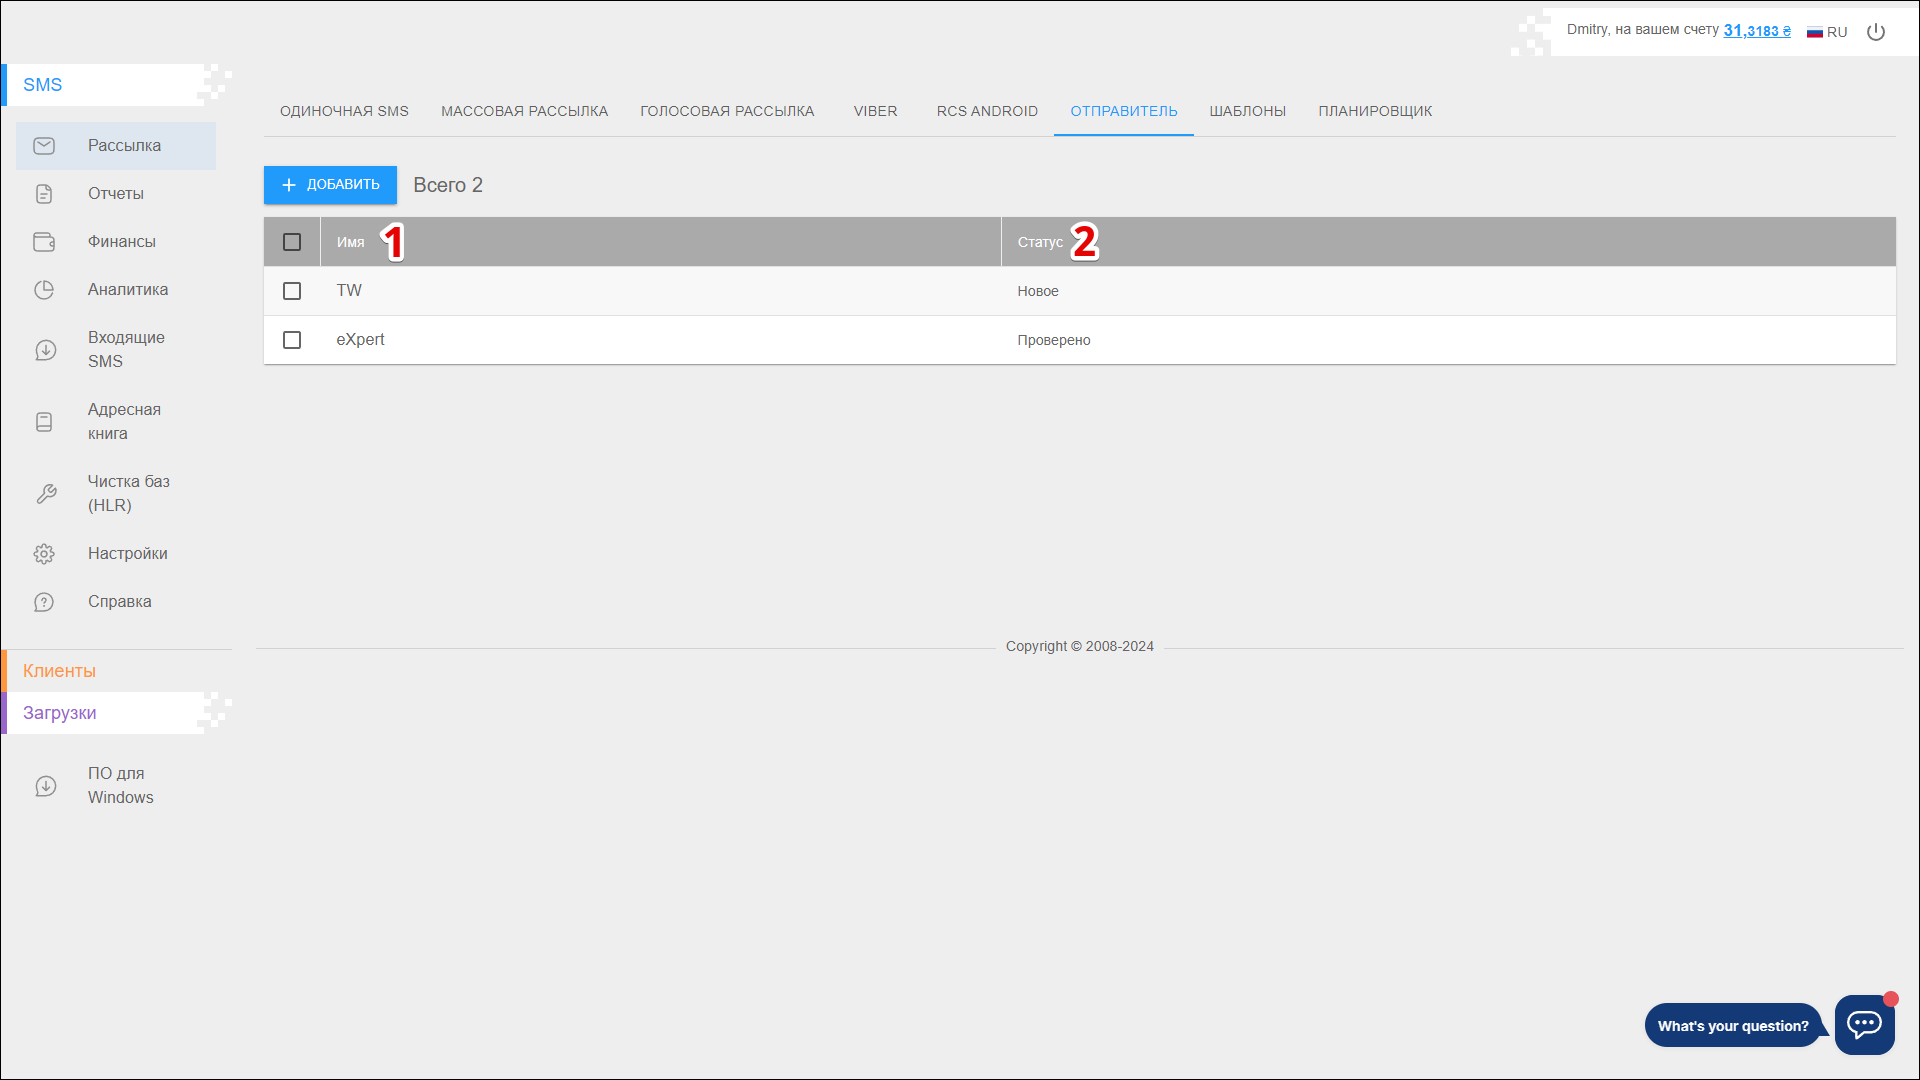 Dmitry, на вашем счету 31,3183 ₴ RU
SMS
ОДИНОЧНАЯ SMS МАССОВАЯ РАССЫЛКА ГОЛОСОВАЯ РАССЫЛКА VIBER RCS ANDROID ОТПРАВИТЕЛЬ ШАБЛОНЫ ПЛАНИРОВЩИК
Рассылка
Отчеты
Финансы
Аналитика
Входящие
SMS
Адресная
книга
Чистка баз
(HLR)
Настройки
Справка
Клиенты
Загрузки
ПО для
Windows
+ ДОБАВИТЬ Всего 2
Имя 1 Статус 2
TW Новое
eXpert Проверено
Copyright © 2008-2024
What's your question?